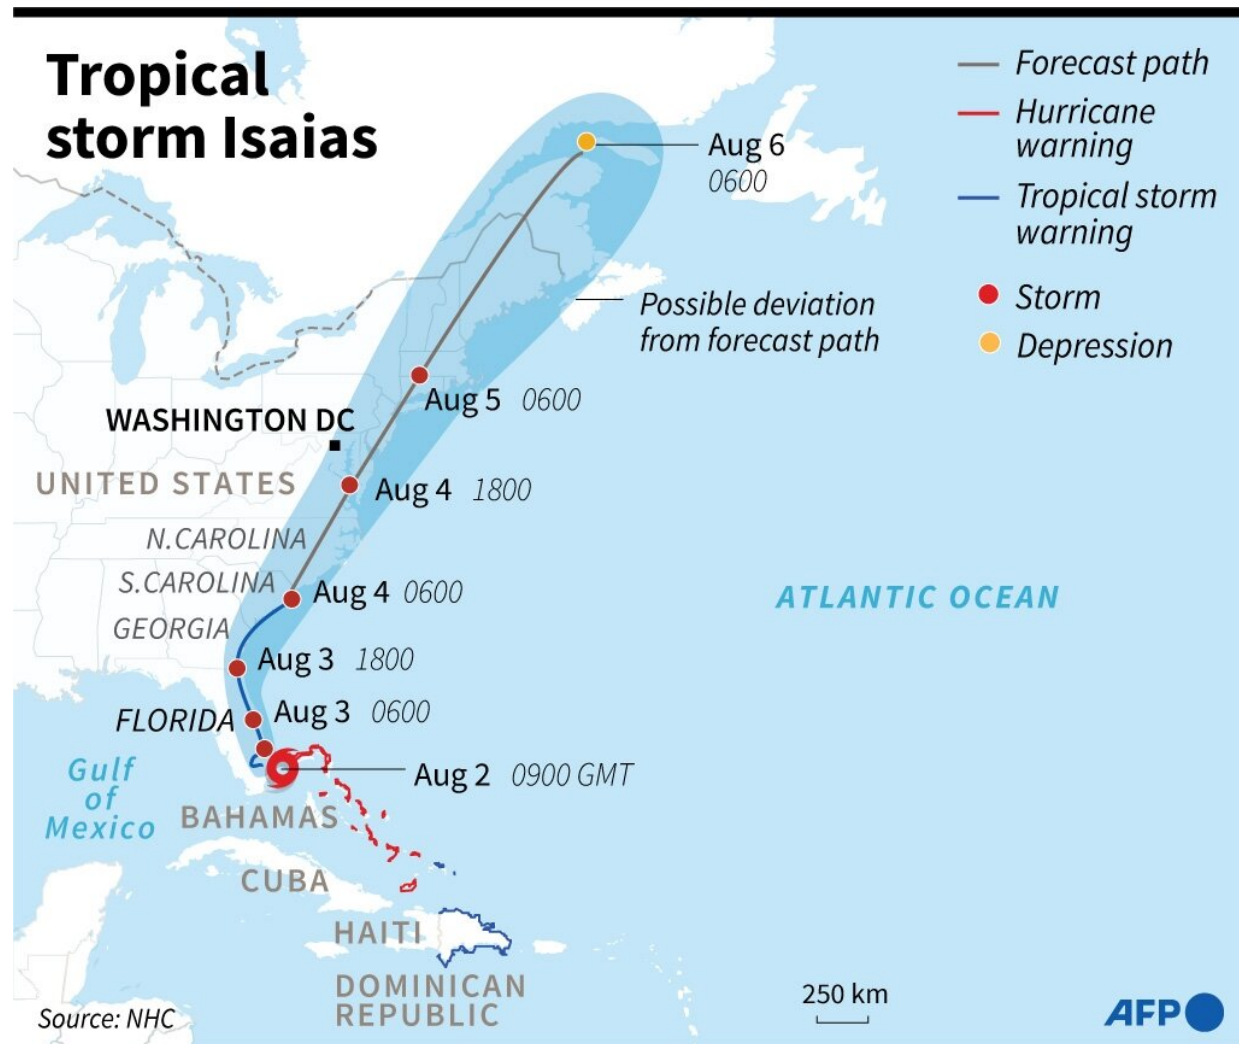 Tropical
storm Isaias
Forecast path
Hurricane
warning
Tropical storm
warning
Storm
Depression
Aug 6
0600
Possible deviation
from forecast path
Aug 5 0600
WASHINGTON DC
UNITED STATES
Aug 4 1800
N.CAROLINA
S.CAROLINA
Aug 4 0600
ATLANTIC OCEAN
GEORGIA
Aug 3 1800
FLORIDA
Aug 3 0600
Gulf
of
Mexico
Aug 2 0900 GMT
BAHAMAS
CUBA
HAITI
DOMINICAN
REPUBLIC
250 km
Source: NHC
AFP